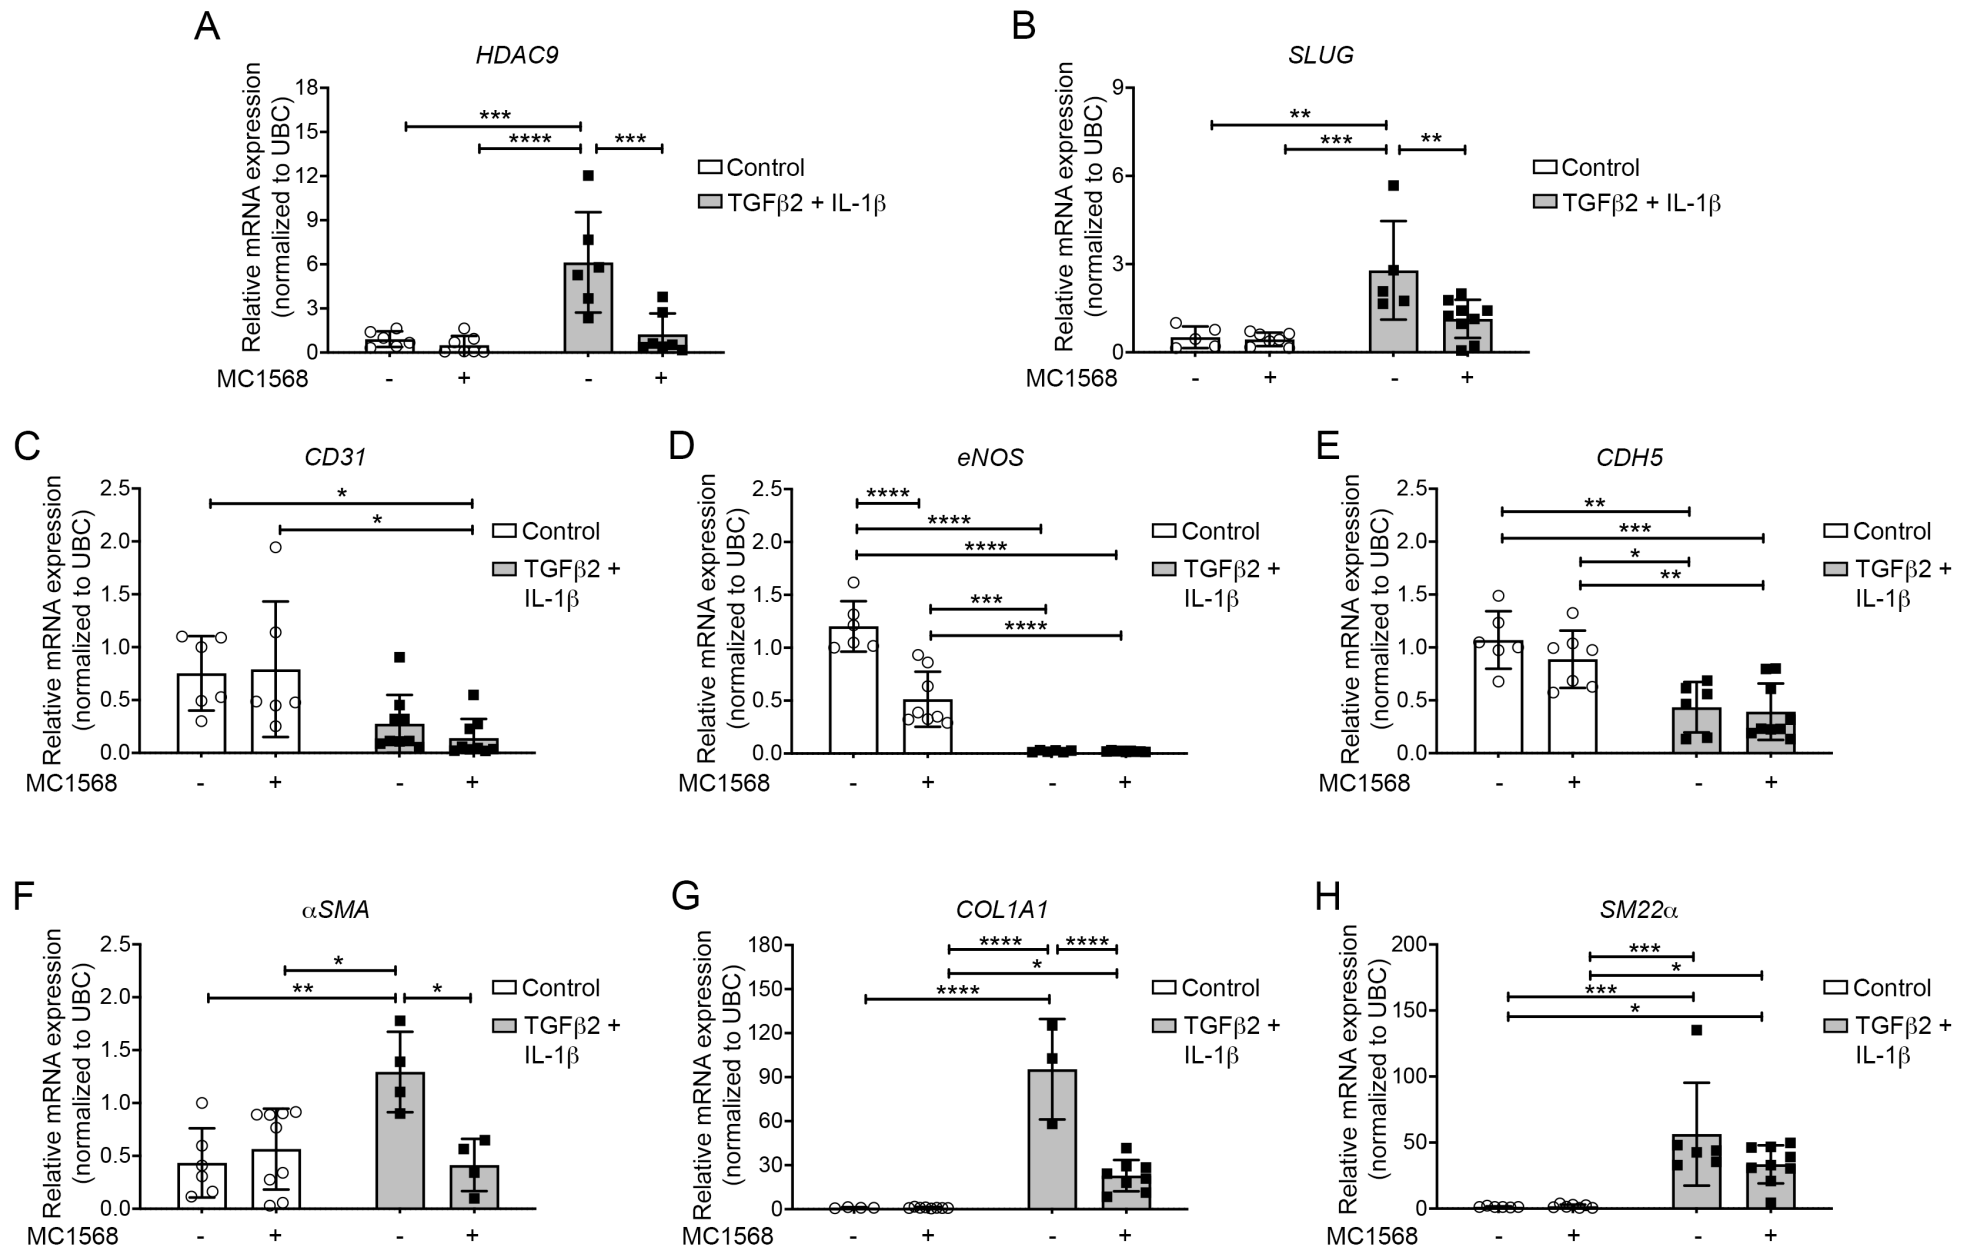 A
HDAC9
Relative mRNA expression
(normalized to UBC)
18
15
12
9
6
3
0
***
****
***
Control
TGFβ2 + IL-1β
MC1568
- + - +
B
SLUG
Relative mRNA expression
(normalized to UBC)
9
6
3
0
**
***
**
Control
TGFβ2 + IL-1β
MC1568
- + - +
C
CD31
Relative mRNA expression
(normalized to UBC)
2.5
2.0
1.5
1.0
0.5
0.0
*
*
Control
TGFβ2 +
IL-1β
MC1568
- + - +
D
eNOS
Relative mRNA expression
(normalized to UBC)
2.5
2.0
1.5
1.0
0.5
0.0
****
****
****
***
****
Control
TGFβ2 +
IL-1β
MC1568
- + - +
E
CDH5
Relative mRNA expression
(normalized to UBC)
2.5
2.0
1.5
1.0
0.5
0.0
**
***
*
**
Control
TGFβ2 +
IL-1β
MC1568
- + - +
F
αSMA
Relative mRNA expression
(normalized to UBC)
2.5
2.0
1.5
1.0
0.5
0.0
*
**
*
Control
TGFβ2 +
IL-1β
MC1568
- + - +
G
COL1A1
Relative mRNA expression
(normalized to UBC)
180
150
120
90
60
30
0
****
****
*
****
Control
TGFβ2 +
IL-1β
MC1568
- + - +
H
SM22α
Relative mRNA expression
(normalized to UBC)
200
150
100
50
0
***
*
***
*
Control
TGFβ2 +
IL-1β
MC1568
- + - +